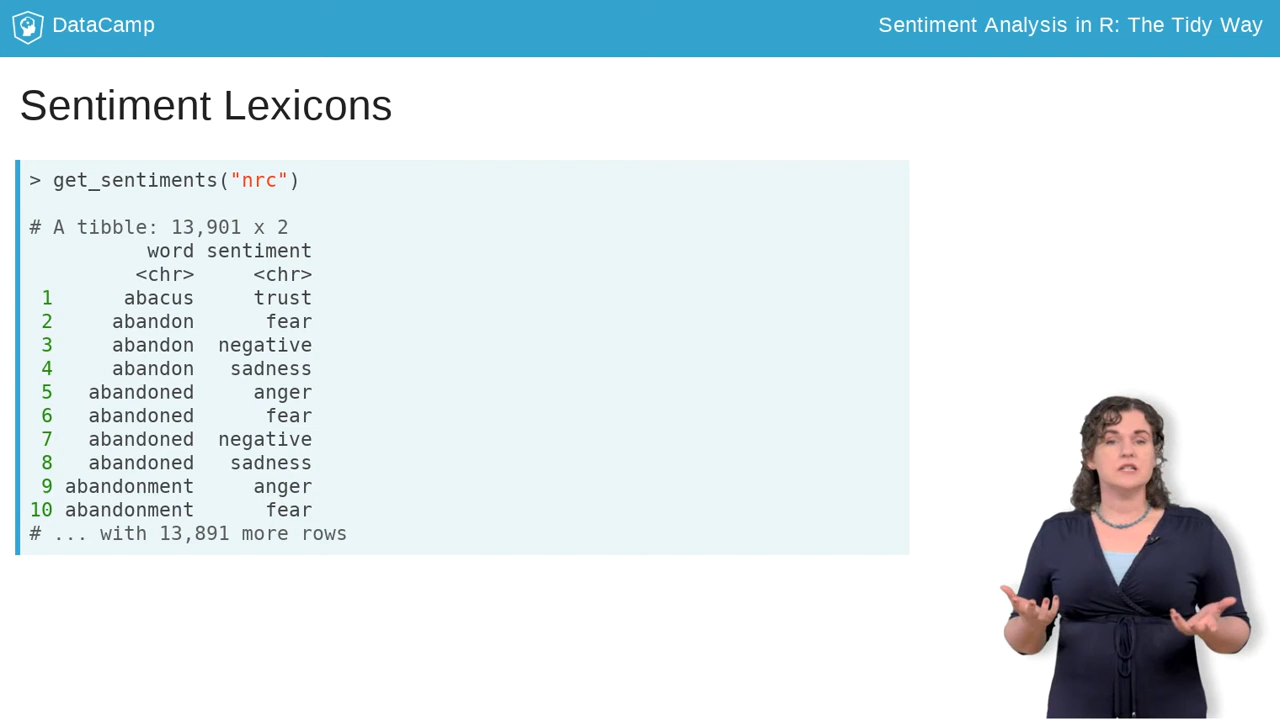 DataCamp
Sentiment Analysis in R: The Tidy Way
Sentiment Lexicons
> get_sentiments("nrc")
# A tibble: 13,901 x 2
word sentiment
<chr> <chr>
1 abacus trust
2 abandon fear
3 abandon negative
4 abandon sadness
5 abandoned anger
6 abandoned fear
7 abandoned negative
8 abandoned sadness
9 abandonment anger
10 abandonment fear
# ... with 13,891 more rows